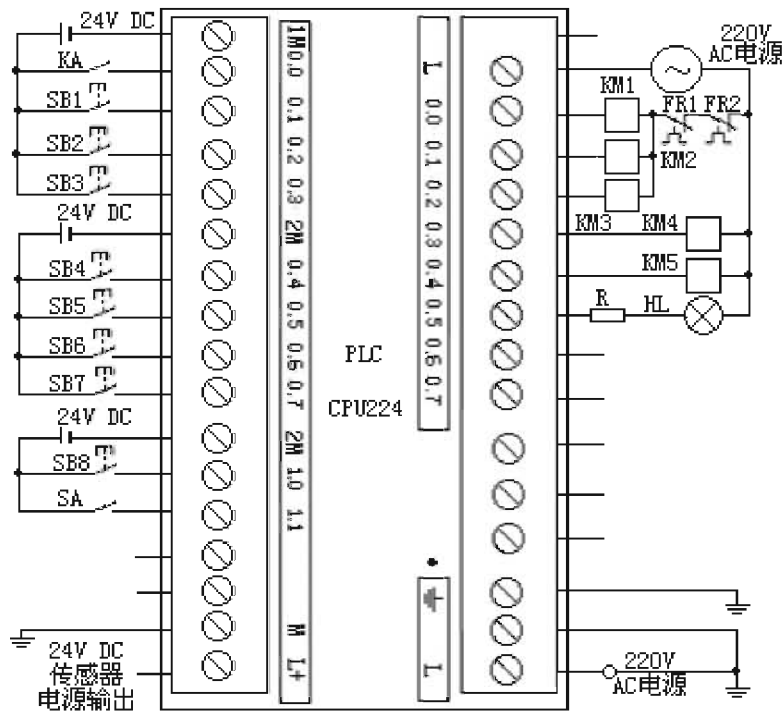 24V DC
KA
SB1
SB2
SB3
24V DC
SB4
SB5
SB6
SB7
24V DC
SB8
SA
24V DC
传感器
电源输出
1M 0.0 0.1 0.2 0.3 2M 0.4 0.5 0.6 0.7 2M 1.0 1.1 M L+
PLC
CPU224
L 0.0 0.1 0.2 0.3 0.4 0.5 0.6 0.7
L
220V
AC电源
KM1
FR1 FR2
KM2
KM3 KM4
KM5
R HL
220V
AC电源